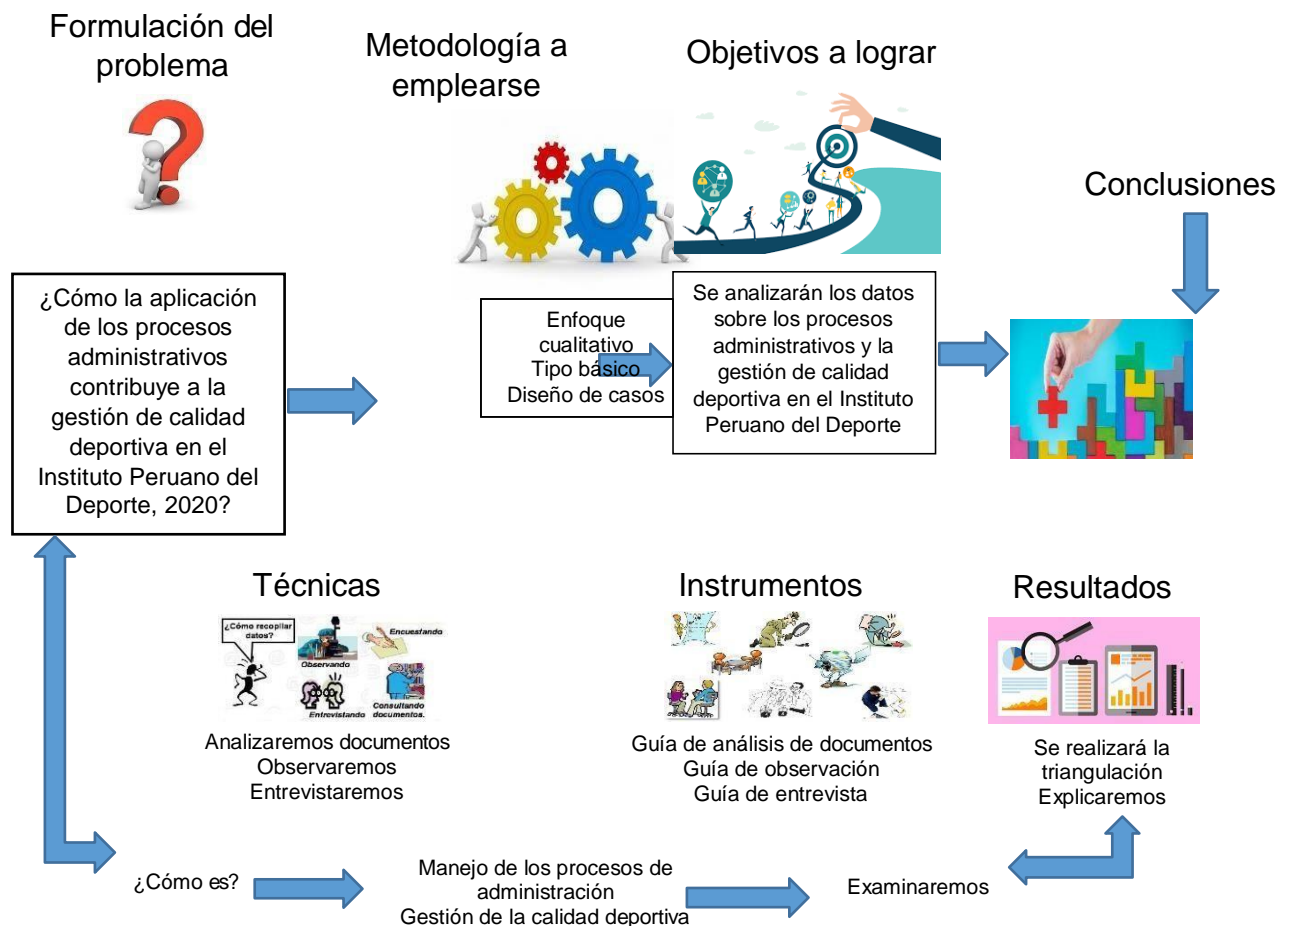 Formulación del
problema
Metodología a
emplearse
Objetivos a lograr
Conclusiones
¿Cómo la aplicación
de los procesos
administrativos
contribuye a la
gestión de calidad
deportiva en el
Instituto Peruano del
Deporte, 2020?
Enfoque
cualitativo
Tipo básico
Diseño de casos
Se analizarán los datos
sobre los procesos
administrativos y la
gestión de calidad
deportiva en el Instituto
Peruano del Deporte
Técnicas
¿Cómo recopilar
datos?
Encuestando
Observando
Entrevistando
Consultando
documentos.
Analizaremos documentos
Observaremos
Entrevistaremos
Instrumentos
Guía de análisis de documentos
Guía de observación
Guía de entrevista
Resultados
Se realizará la
triangulación
Explicaremos
¿Cómo es?
Manejo de los procesos de
administración
Gestión de la calidad deportiva
Examinaremos